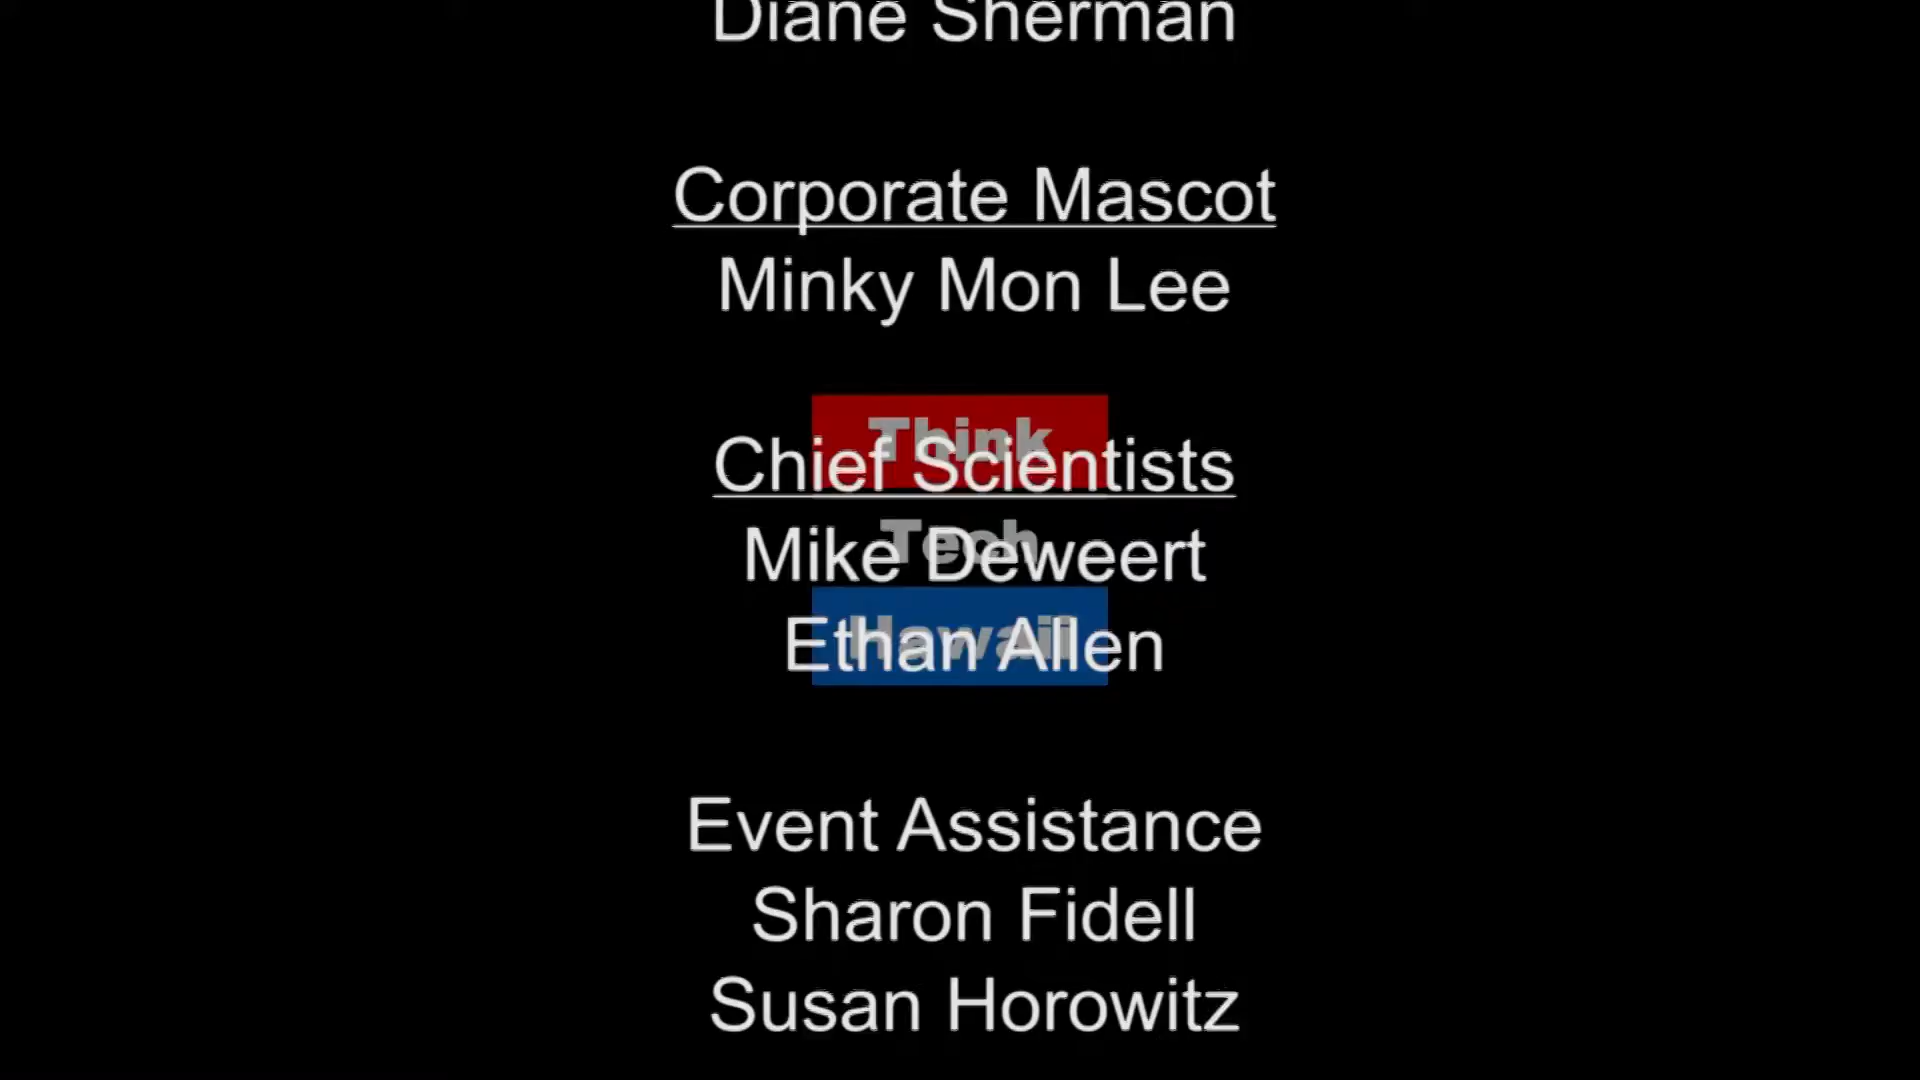 Diane Sherman
Corporate Mascot
Minky Mon Lee
Think
Chief Scientists
Tech
Mike Deweert
Hawaii
Ethan Allen
Event Assistance
Sharon Fidell
Susan Horowitz